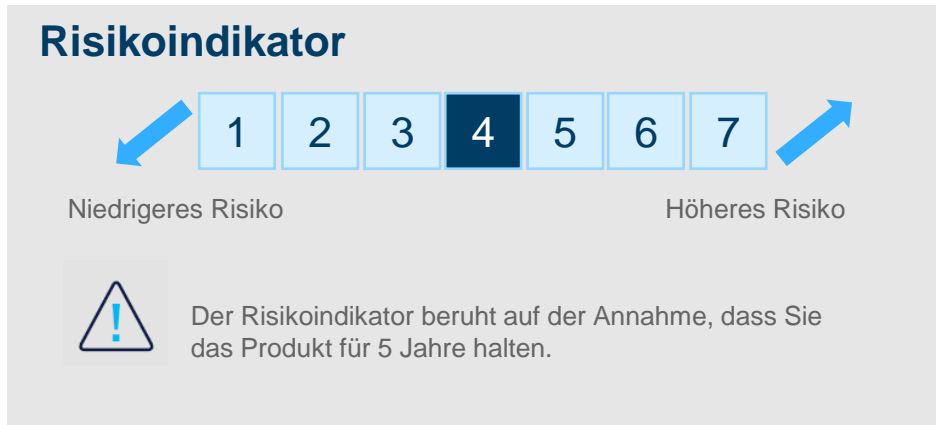 Risikoindikator
1 2 3 4 5 6 7
Niedrigeres Risiko Höheres Risiko
!
Der Risikoindikator beruht auf der Annahme, dass Sie
das Produkt für 5 Jahre halten.